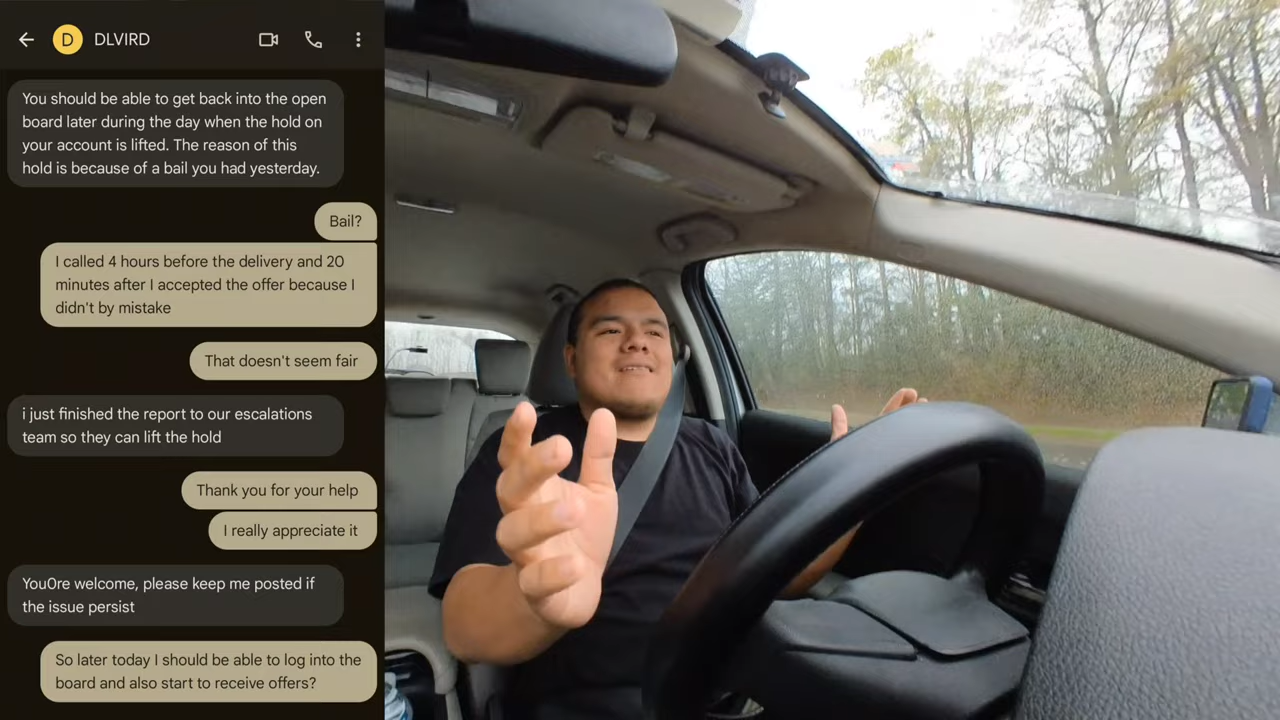 D DLVIRD
You should be able to get back into the open
board later during the day when the hold on
your account is lifted. The reason of this
hold is because of a bail you had yesterday.
Bail?
I called 4 hours before the delivery and 20
minutes after I accepted the offer because I
didn't by mistake
That doesn't seem fair
i just finished the report to our escalations
team so they can lift the hold
Thank you for your help
I really appreciate it
You0re welcome, please keep me posted if
the issue persist
So later today I should be able to log into the
board and also start to receive offers?